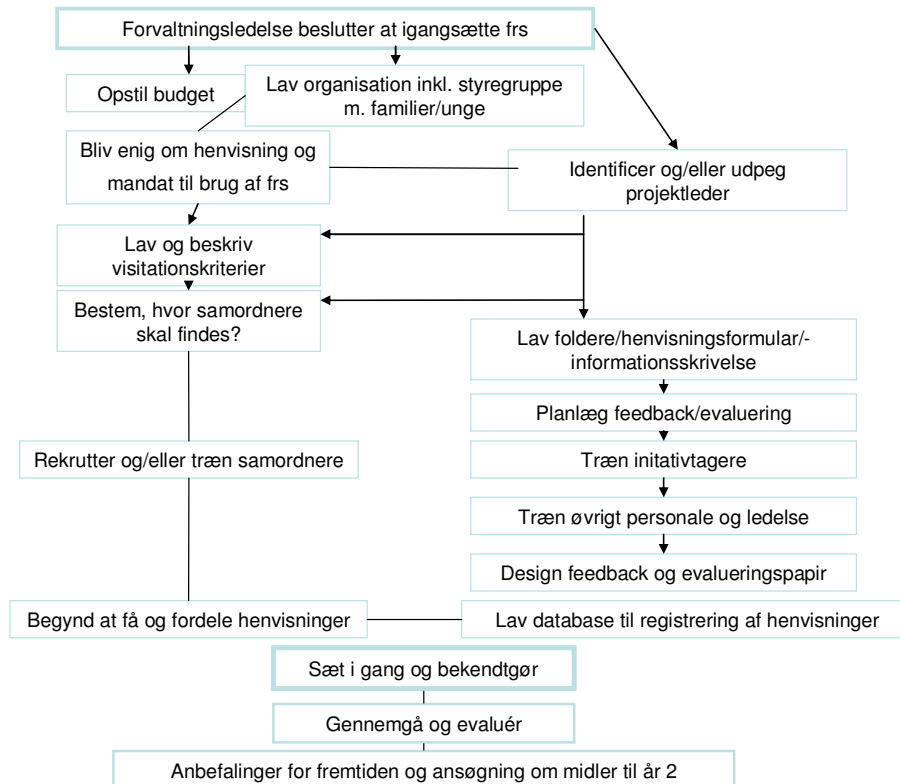 Forvaltningsledelse beslutter at igangsætte frs
Opstil budget
Lav organisation inkl. styregruppe
m. familier/unge
Bliv enig om henvisning og
mandat til brug af frs
Identificer og/eller udpeg
projektleder
Lav og beskriv
visitationskriterier
Bestem, hvor samordnere
skal findes?
Lav foldere/henvisningsformular/-
informationsskrivelse
Planlæg feedback/evaluering
Rekrutter og/eller træn samordnere
Træn initativtagere
Træn øvrigt personale og ledelse
Design feedback og evalueringspapir
Begynd at få og fordele henvisninger
Lav database til registrering af henvisninger
Sæt i gang og bekendtgør
Gennemgå og evaluér
Anbefalinger for fremtiden og ansøgning om midler til år 2